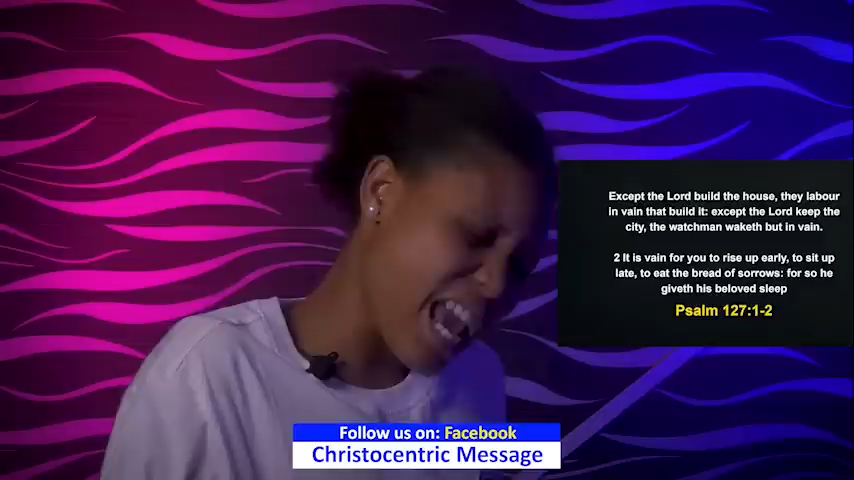 Except the Lord build the house, they labour
in vain that build it: except the Lord keep the
city, the watchman waketh but in vain.
2 It is vain for you to rise up early, to sit up
late, to eat the bread of sorrows: for so he
giveth his beloved sleep
Psalm 127:1-2
Follow us on: Facebook
Christocentric Message